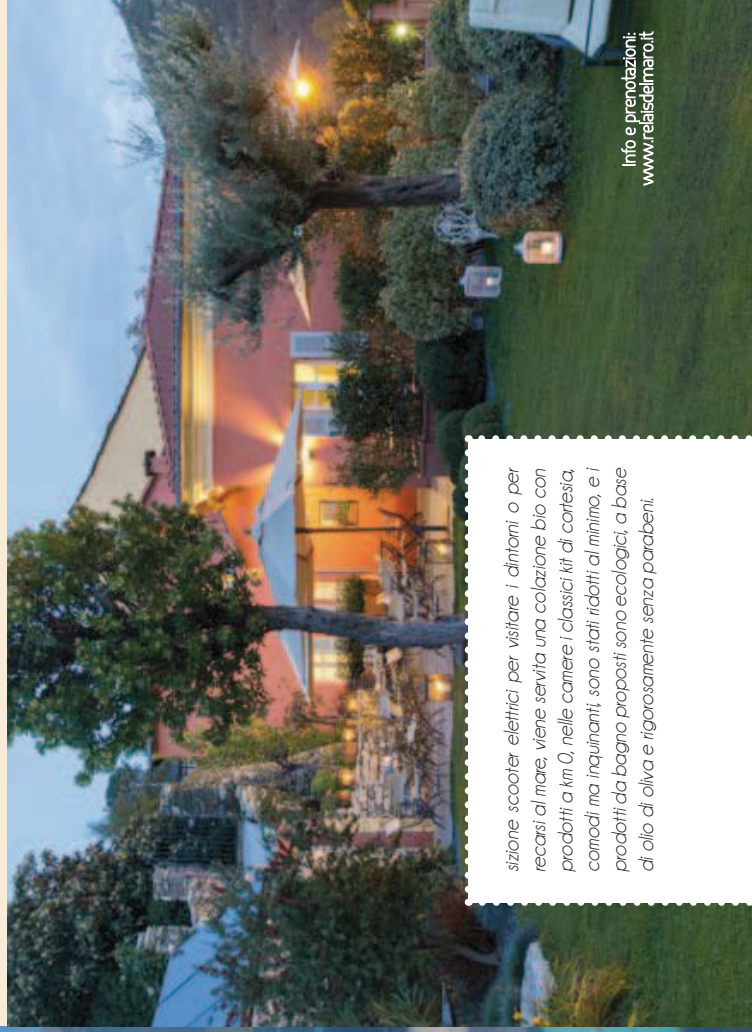 sizione scooter elettrici per visitare i dintorni o per
recarsi al mare, viene servita una colazione bio con
prodotti a km 0, nelle camere i classici kit di cortesia,
comodi ma inquinanti, sono stati ridotti al minimo, e i
prodotti da bagno proposti sono ecologici, a base
di olio di oliva e rigorosamente senza parabeni.
Info e prenotazioni:
www.relaisdelmaro.it